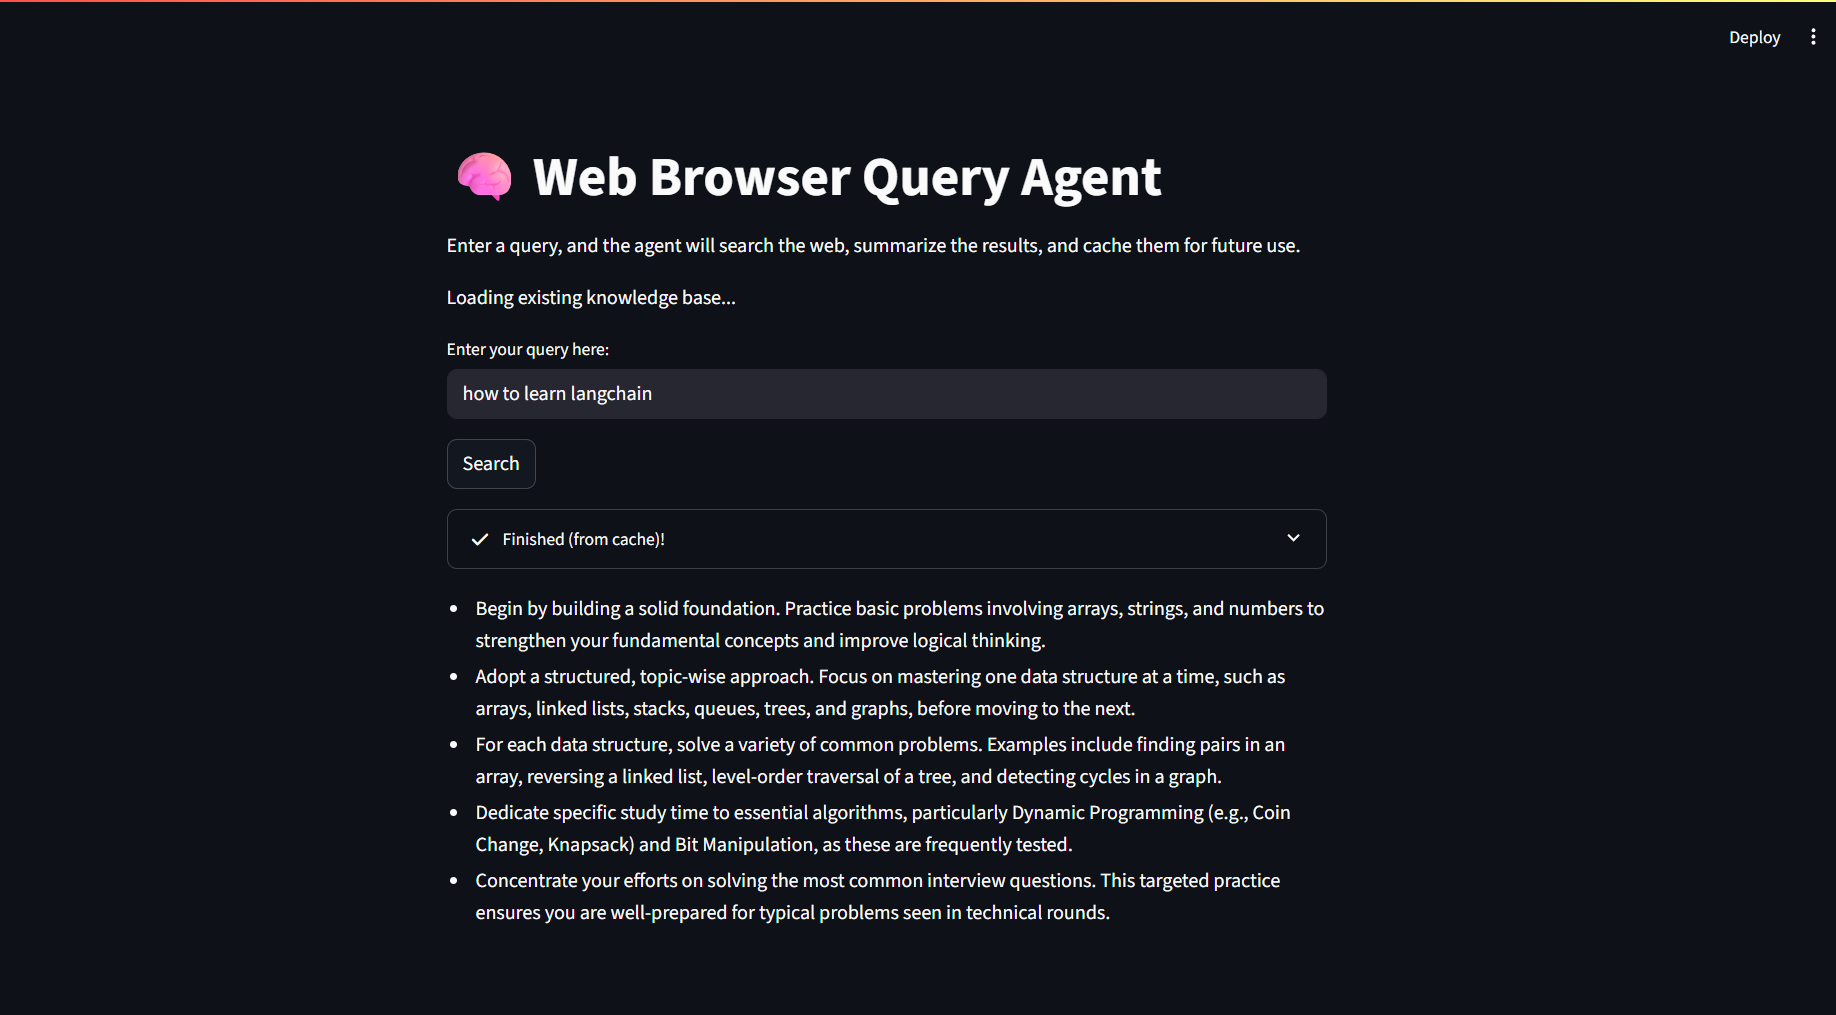 Deploy
Web Browser Query Agent
Enter a query, and the agent will search the web, summarize the results, and cache them for future use.
Loading existing knowledge base...
Enter your query here:
how to learn langchain
Search
Finished (from cache)!
Begin by building a solid foundation. Practice basic problems involving arrays, strings, and numbers to
strengthen your fundamental concepts and improve logical thinking.
Adopt a structured, topic-wise approach. Focus on mastering one data structure at a time, such as
arrays, linked lists, stacks, queues, trees, and graphs, before moving to the next.
For each data structure, solve a variety of common problems. Examples include finding pairs in an
array, reversing a linked list, level-order traversal of a tree, and detecting cycles in a graph.
Dedicate specific study time to essential algorithms, particularly Dynamic Programming (e.g., Coin
Change, Knapsack) and Bit Manipulation, as these are frequently tested.
Concentrate your efforts on solving the most common interview questions. This targeted practice
ensures you are well-prepared for typical problems seen in technical rounds.